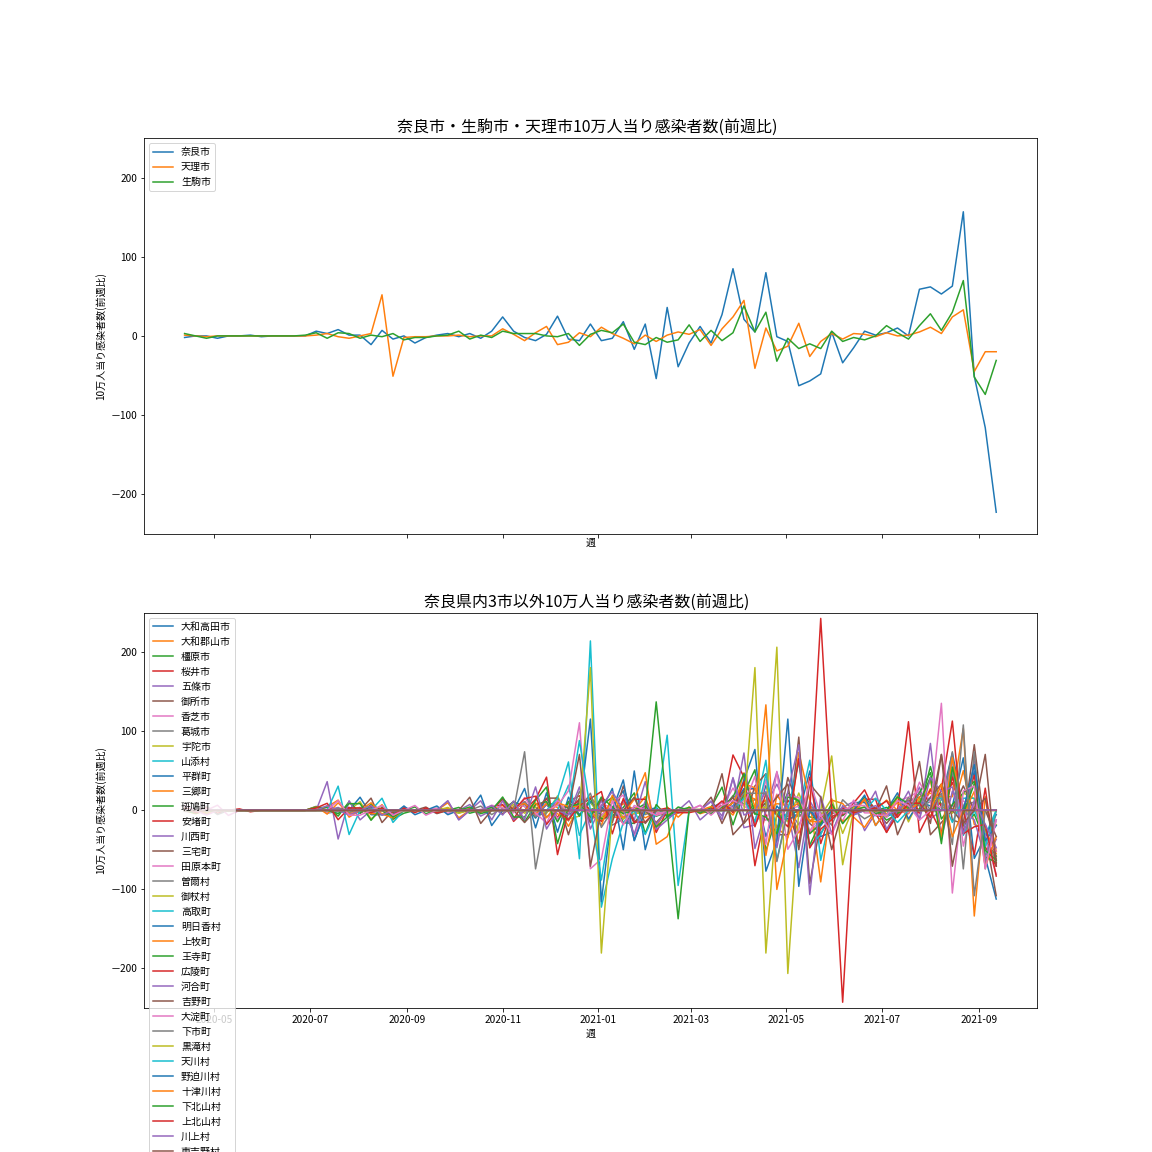 奈良市・生駒市・天理市10万人当り感染者数(前週比)
10万人当り感染者数(前週比)
200
100
0
−100
−200
奈良市
天理市
生駒市
週
奈良県内3市以外10万人当り感染者数(前週比)
10万人当り感染者数(前週比)
200
100
0
−100
−200
大和高田市
大和郡山市
橿原市
桜井市
五條市
御所市
香芝市
葛城市
宇陀市
山添村
平群町
三郷町
斑鳩町
安堵町
川西町
三宅町
田原本町
曽爾村
御杖村
高取町
明日香村
上牧町
王寺町
広陵町
河合町
吉野町
大淀町
下市町
黒滝村
天川村
野迫川村
十津川村
下北山村
上北山村
川上村
東吉野村
2020-05
2020-07
2020-09
2020-11
2021-01
2021-03
2021-05
2021-07
2021-09
週